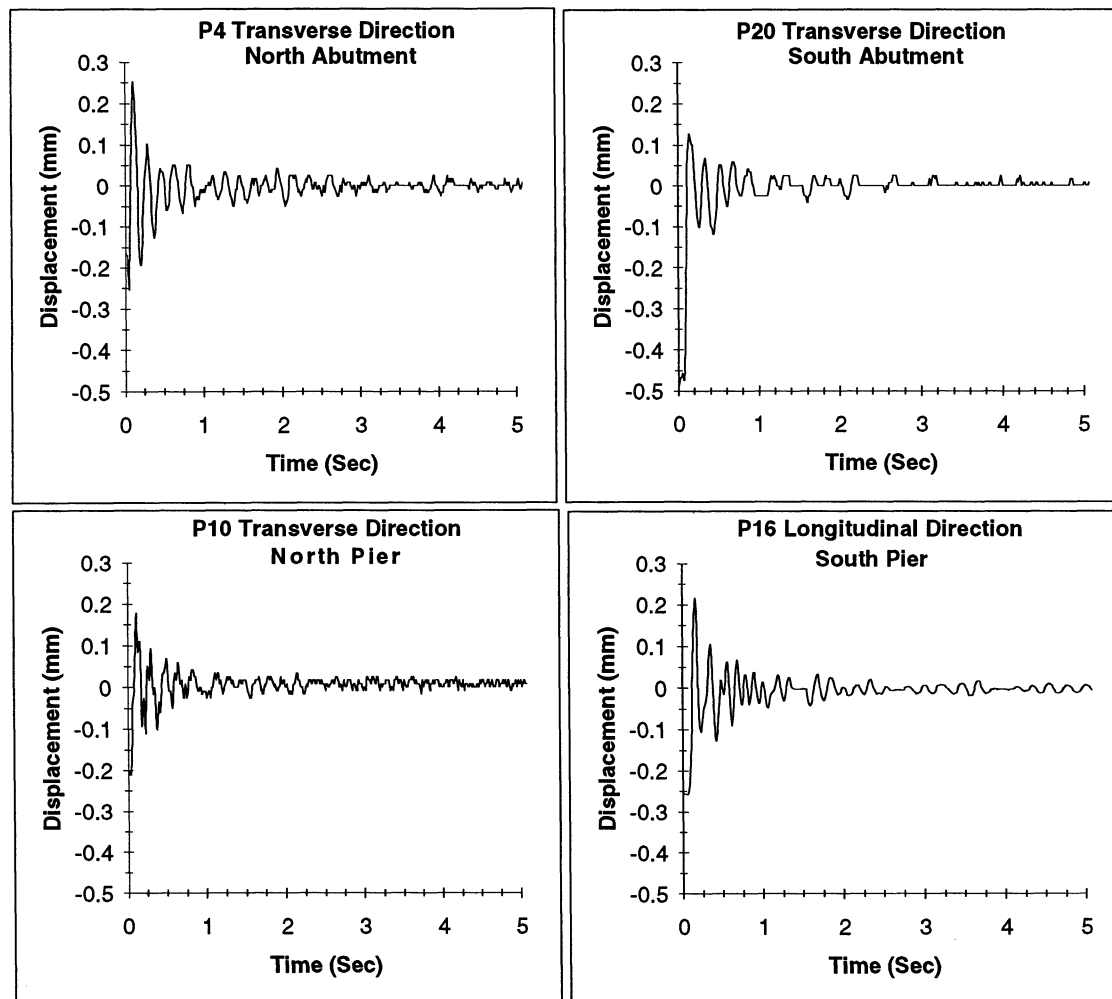 P4 Transverse Direction
North Abutment
0.3
0.2
0.1
0
-0.1
-0.2
-0.3
-0.4
-0.5
Displacement (mm)
0 1 2 3 4 5
Time (Sec)
P20 Transverse Direction
South Abutment
0.3
0.2
0.1
0
-0.1
-0.2
-0.3
-0.4
-0.5
Displacement (mm)
0 1 2 3 4 5
Time (Sec)
P10 Transverse Direction
North Pier
0.3
0.2
0.1
0
-0.1
-0.2
-0.3
-0.4
-0.5
Displacement (mm)
0 1 2 3 4 5
Time (Sec)
P16 Longitudinal Direction
South Pier
0.3
0.2
0.1
0
-0.1
-0.2
-0.3
-0.4
-0.5
Displacement (mm)
0 1 2 3 4 5
Time (Sec)